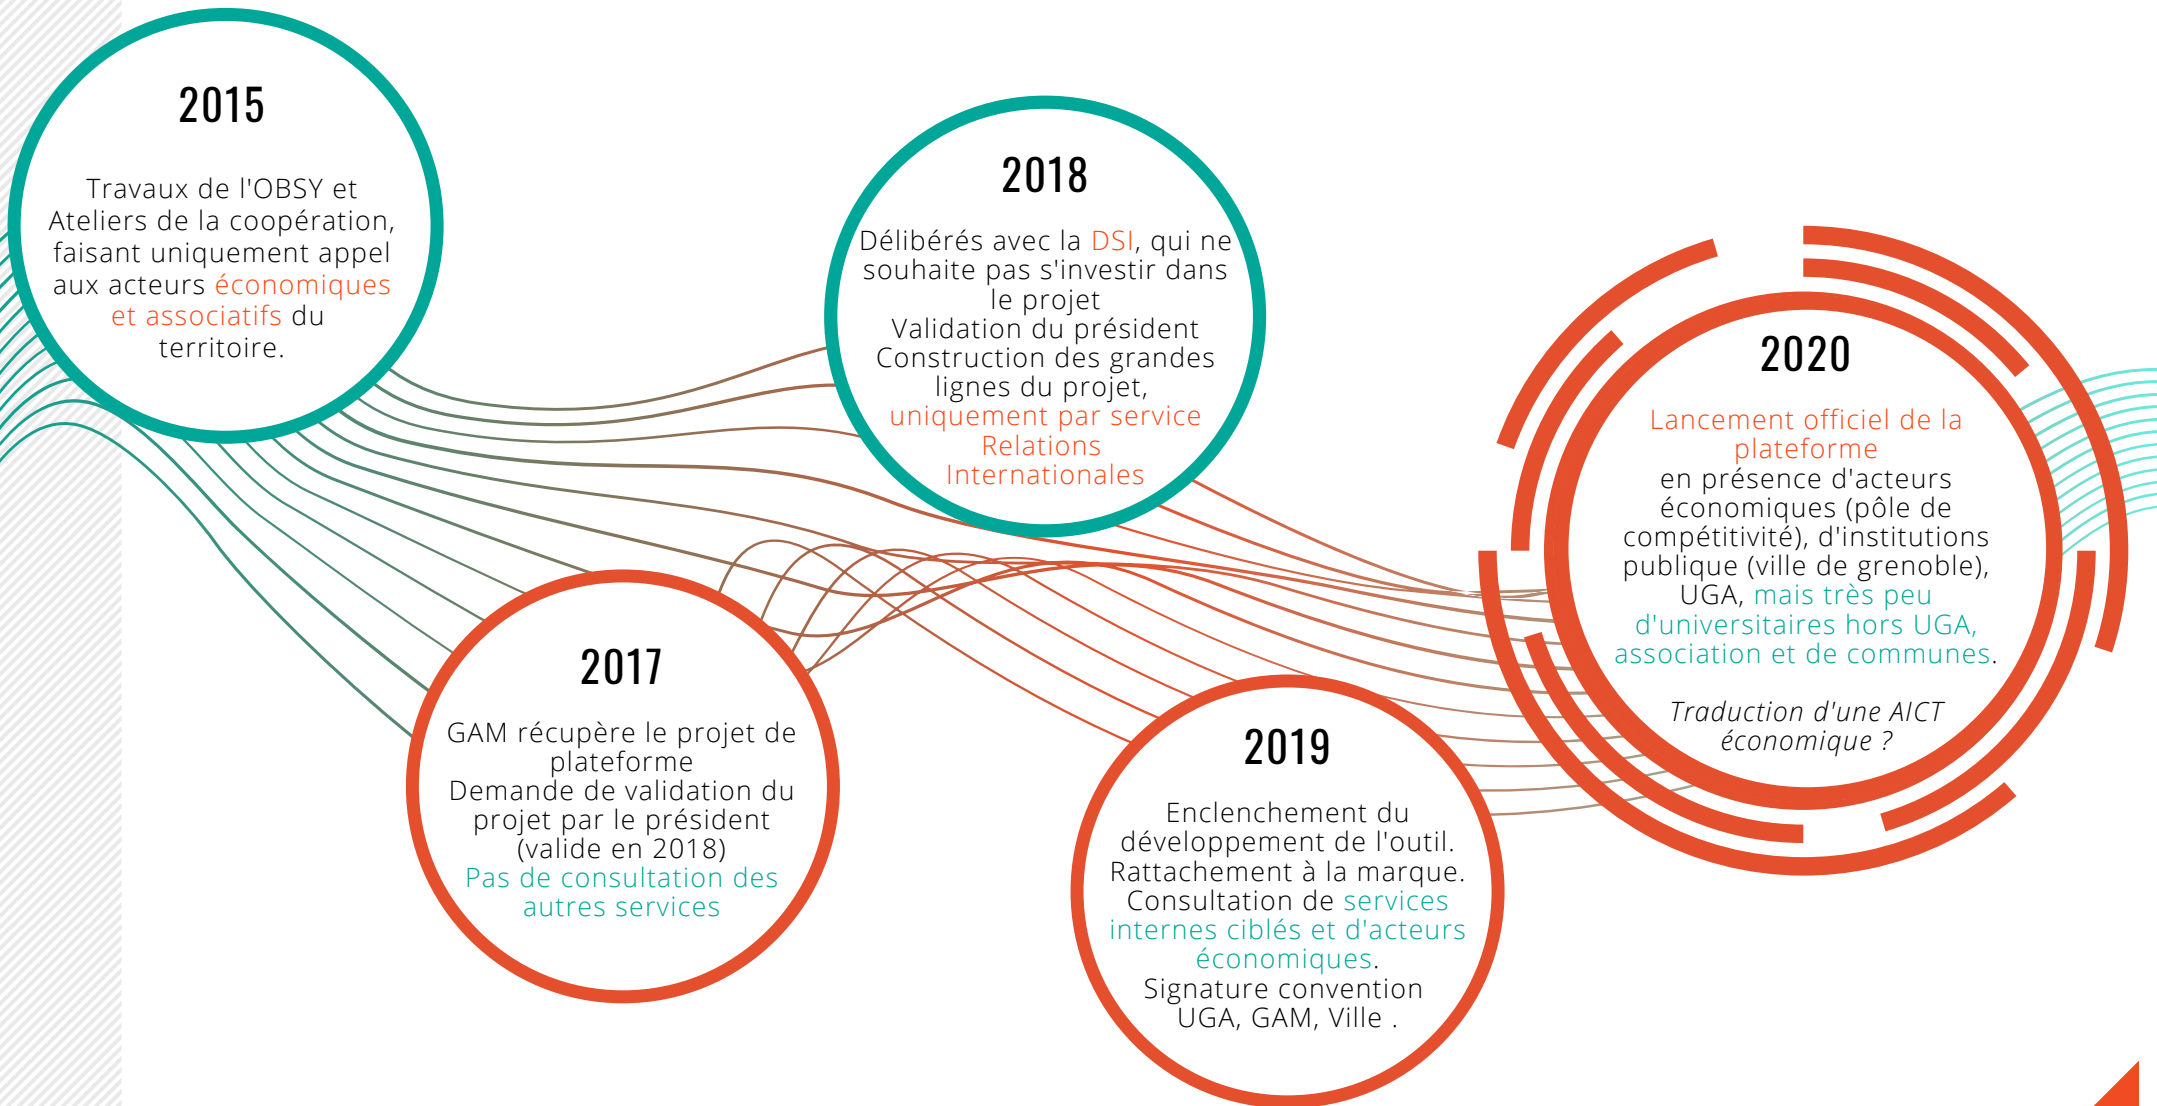 2015
Travaux de l'OBSY et
Ateliers de la coopération,
faisant uniquement appel
aux acteurs économiques
et associatifs du
territoire.
2017
GAM récupère le projet de
plateforme
Demande de validation du
projet par le président
(valide en 2018)
Pas de consultation des
autres services
2018
Délibérés avec la DSI, qui ne
souhaite pas s'investir dans
le projet
Validation du président
Construction des grandes
lignes du projet,
uniquement par service
Relations
Internationales
2019
Enclenchement du
développement de l'outil.
Rattachement à la marque.
Consultation de services
internes ciblés et d'acteurs
économiques.
Signature convention
UGA, GAM, Ville .
2020
Lancement officiel de la
plateforme
en présence d'acteurs
économiques (pôle de
compétitivité), d'institutions
publique (ville de grenoble),
UGA, mais très peu
d'universitaires hors UGA,
association et de communes.
Traduction d'une AICT
économique ?